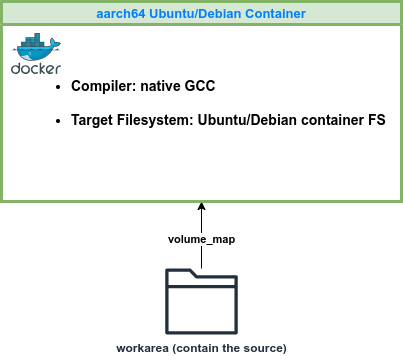 aarch64 Ubuntu/Debian Container
docker
Compiler: native GCC
Target Filesystem: Ubuntu/Debian container FS
volume_map
workarea (contain the source)